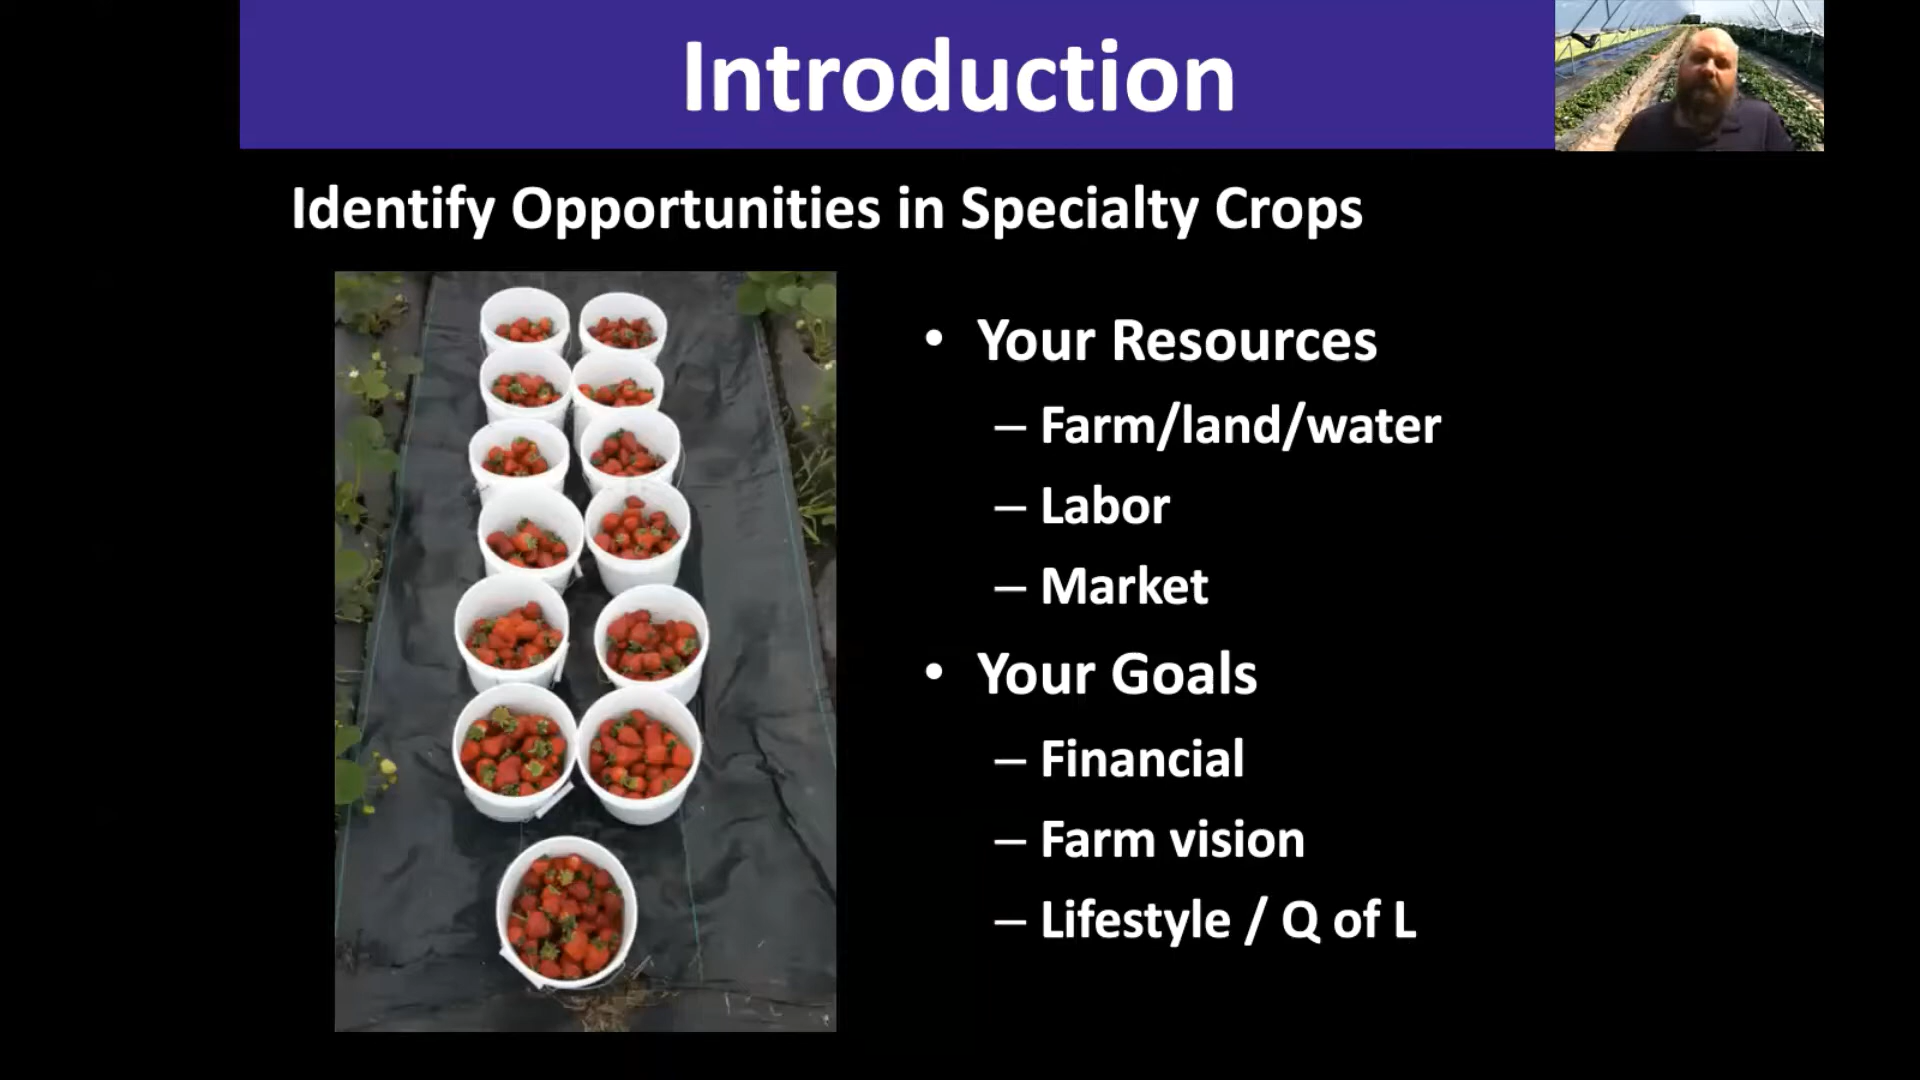 Introduction
Identify Opportunities in Specialty Crops
• Your Resources
– Farm/land/water
– Labor
– Market
• Your Goals
– Financial
– Farm vision
– Lifestyle / Q of L